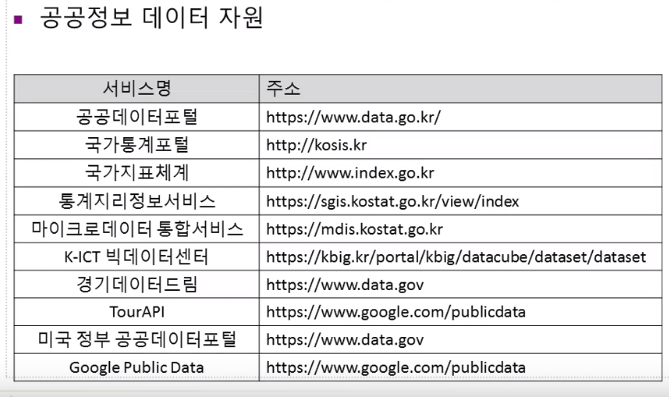 공공정보 데이터 자원
서비스명 주소
공공데이터포털 https://www.data.go.kr/
국가통계포털 http://kosis.kr
국가지표체계 http://www.index.go.kr
통계지리정보서비스 https://sgis.kostat.go.kr/view/index
마이크로데이터 통합서비스 https://mdis.kostat.go.kr
K-ICT 빅데이터센터 https://kbig.kr/portal/kbig/datacube/dataset/dataset
경기데이터드림 https://www.data.gov
TourAPI https://www.google.com/publicdata
미국 정부 공공데이터포털 https://www.data.gov
Google Public Data https://www.google.com/publicdata